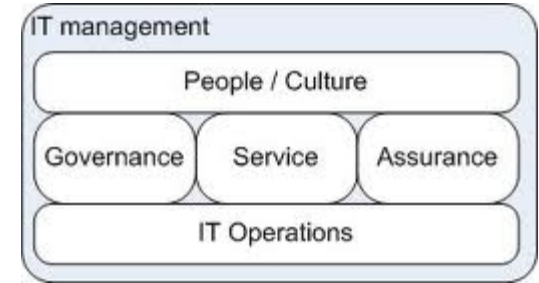 IT management
People / Culture
Governance Service Assurance
IT Operations